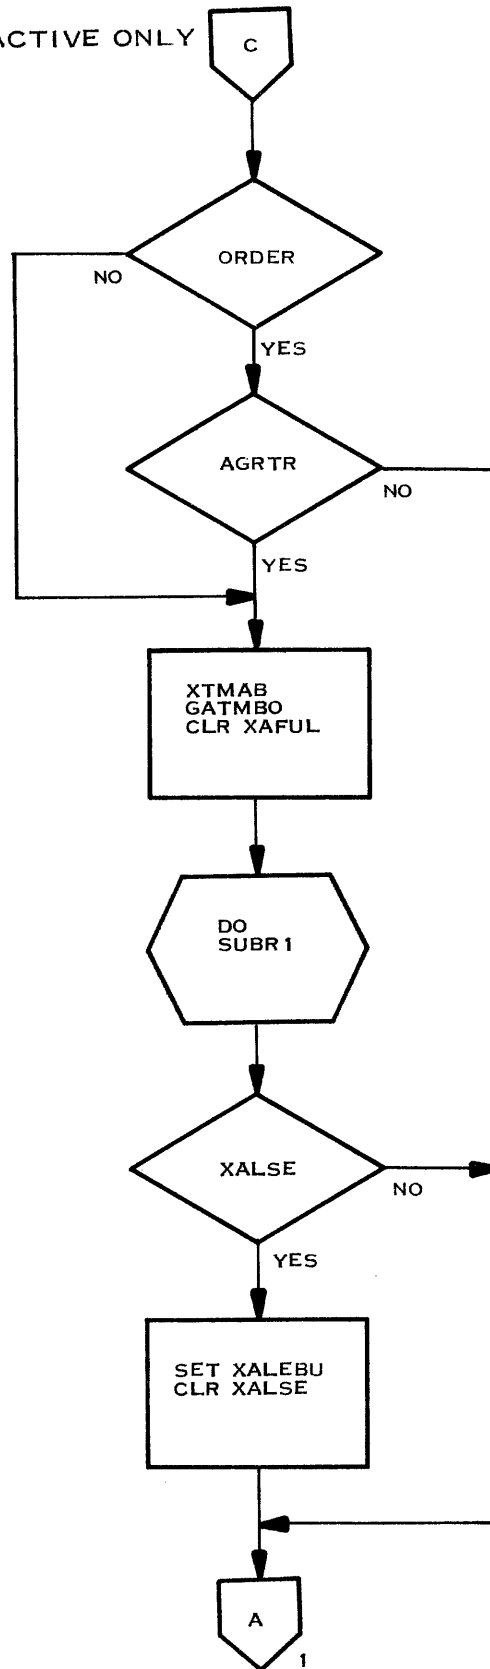 ACTIVE ONLY
C
ORDER
NO
YES
AGRTR
NO
YES
XTMAB
GATMBO
CLR XAFUL
DO
SUBR1
XALSE
NO
YES
SET XALEBU
CLR XALSE
A
1